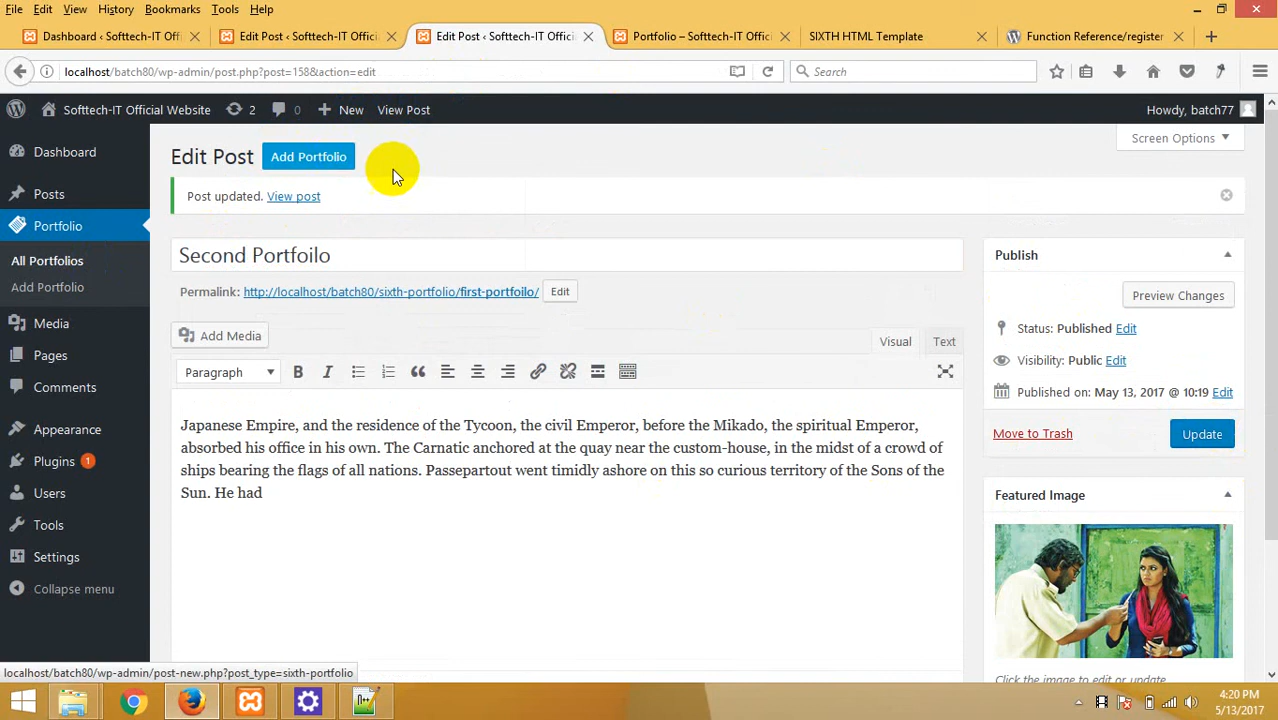 File Edit View History Bookmarks Tools Help
Dashboard ‹ Softtech-IT Offi
Edit Post ‹ Softtech-IT Offici
Edit Post ‹ Softtech-IT Offici
Portfolio – Softtech-IT Offici
SIXTH HTML Template
Function Reference/register
localhost/batch80/wp-admin/post.php?post=158&action=edit
Search
Softtech-IT Official Website 2 0 New View Post
Howdy, batch77
Screen Options
Dashboard
Posts
Portfolio
All Portfolios
Add Portfolio
Media
Pages
Comments
Appearance
Plugins 1
Users
Tools
Settings
Collapse menu
Edit Post Add Portfolio
Post updated. View post
Second Portfoilo
Permalink: http://localhost/batch80/sixth-portfolio/first-portfoilo/ Edit
Add Media
Visual Text
Paragraph
Japanese Empire, and the residence of the Tycoon, the civil Emperor, before the Mikado, the spiritual Emperor,
absorbed his office in his own. The Carnatic anchored at the quay near the custom-house, in the midst of a crowd of
ships bearing the flags of all nations. Passepartout went timidly ashore on this so curious territory of the Sons of the
Sun. He had
Publish
Preview Changes
Status: Published Edit
Visibility: Public Edit
Published on: May 13, 2017 @ 10:19 Edit
Move to Trash
Update
Featured Image
Click the image to edit or update
localhost/batch80/wp-admin/post-new.php?post_type=sixth-portfolio
4:20 PM
5/13/2017